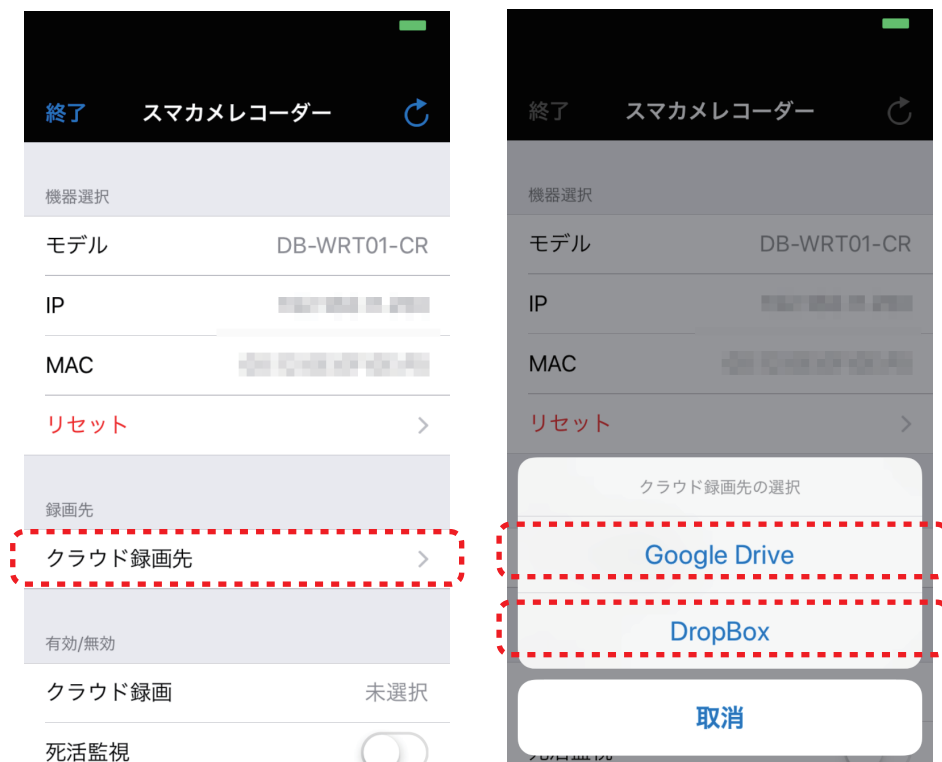 終了 スマカメレコーダー
機器選択
モデル DB-WRT01-CR
IP
MAC
リセット
録画先
クラウド録画先
有効/無効
クラウド録画 未選択
死活監視
終了 スマカメレコーダー
機器選択
モデル DB-WRT01-CR
IP
MAC
リセット
クラウド録画先の選択
Google Drive
DropBox
取消